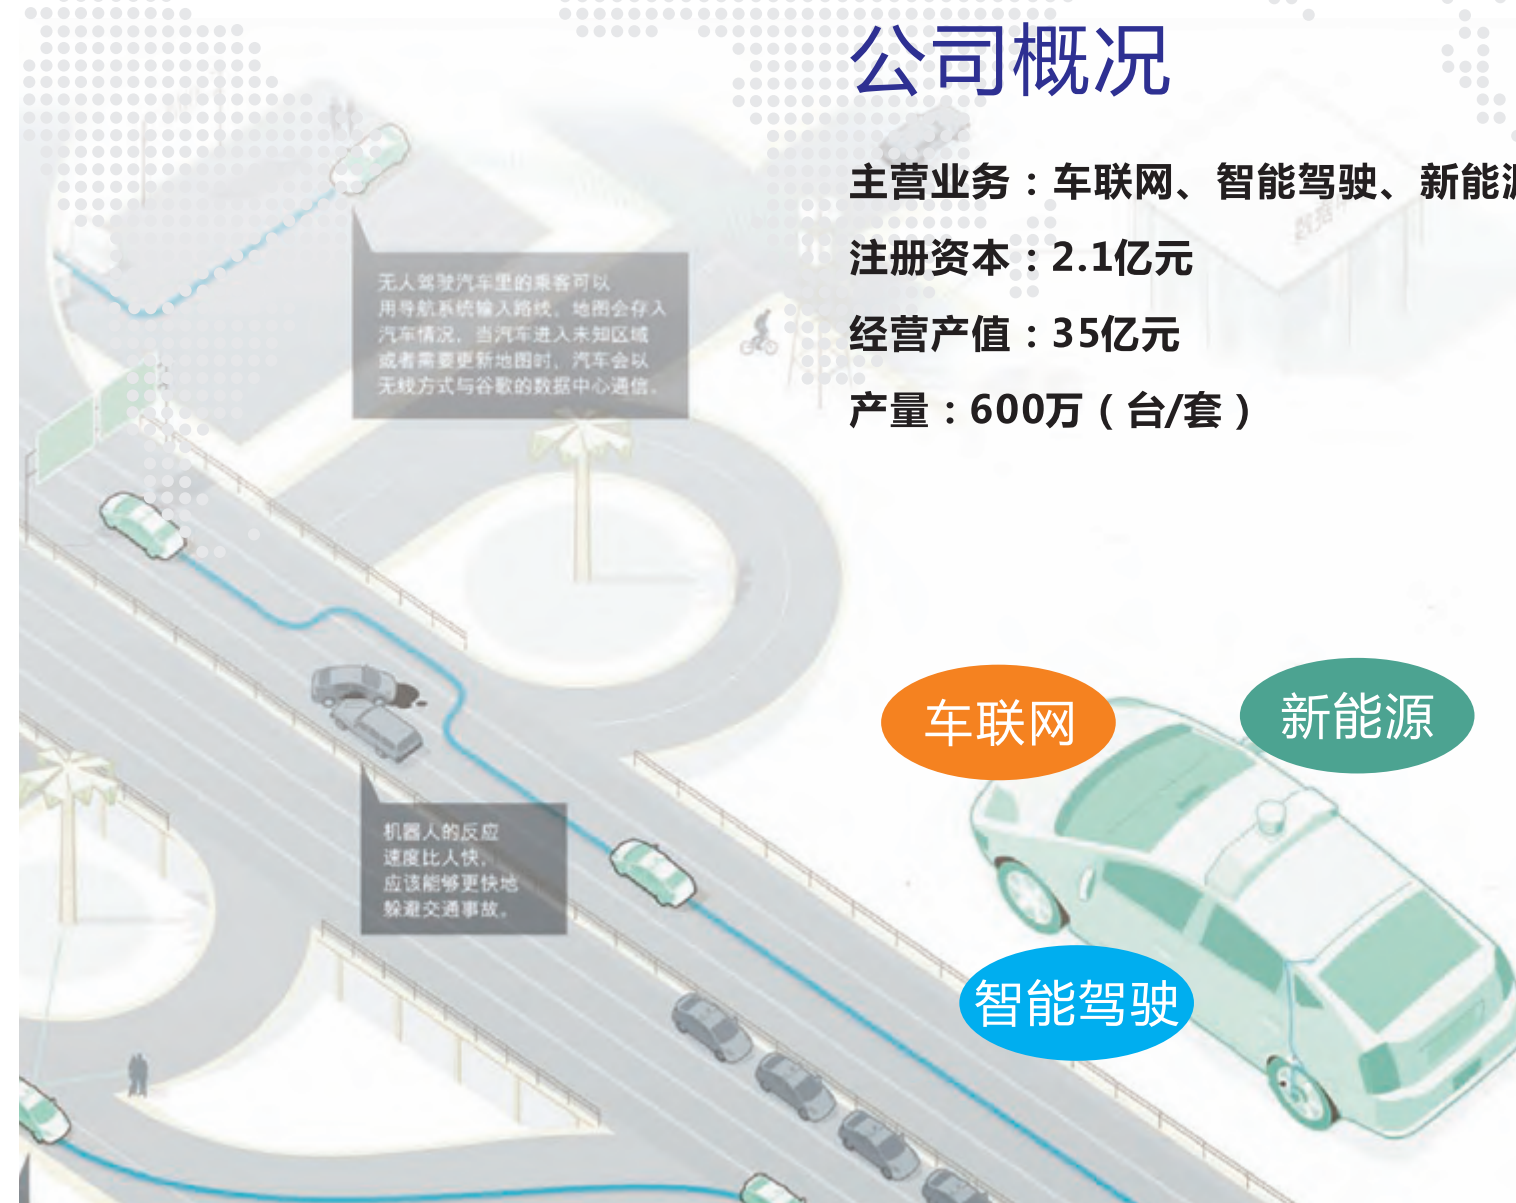 公司概况
主营业务：车联网、智能驾驶、新能
注册资本：2.1亿元
经营产值：35亿元
产量：600万（台/套）
无人驾驶汽车里的乘客可以
用导航系统输入路线，地图会存入
汽车情况，当汽车进入未知区域
或者需要更新地图时，汽车会以
无线方式与谷歌的数据中心通信。
车联网
新能源
机器人的反应
速度比人快，
应该能够更快地
躲避交通事故。
智能驾驶